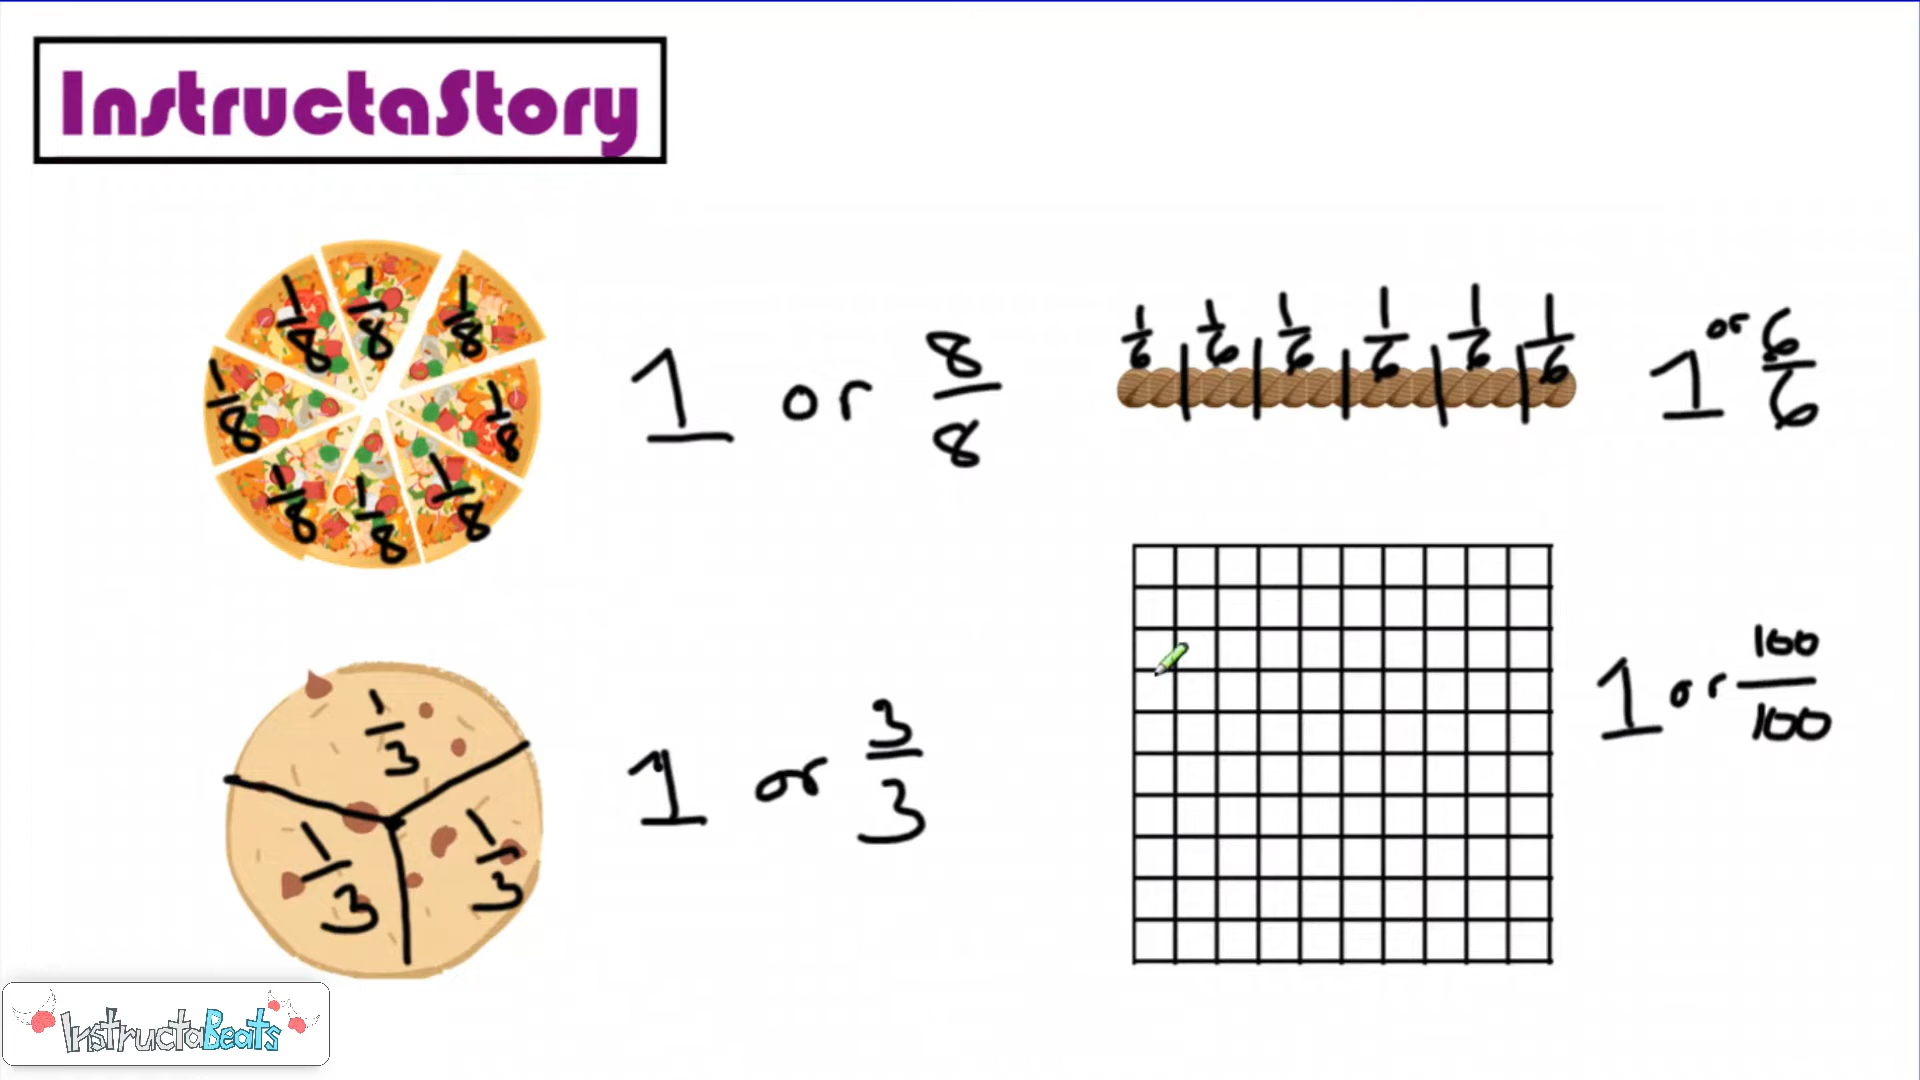 InstructaStory
1/8 1/8 1/8
1/8 1/8
1/8 1/8 1/8
1 or 8/8
1/6 1/6 1/6 1/6 1/6 1/6
1 or 6/6
1/3
1/3 1/3
1 or 3/3
1 or 100/100
InstructaBeats